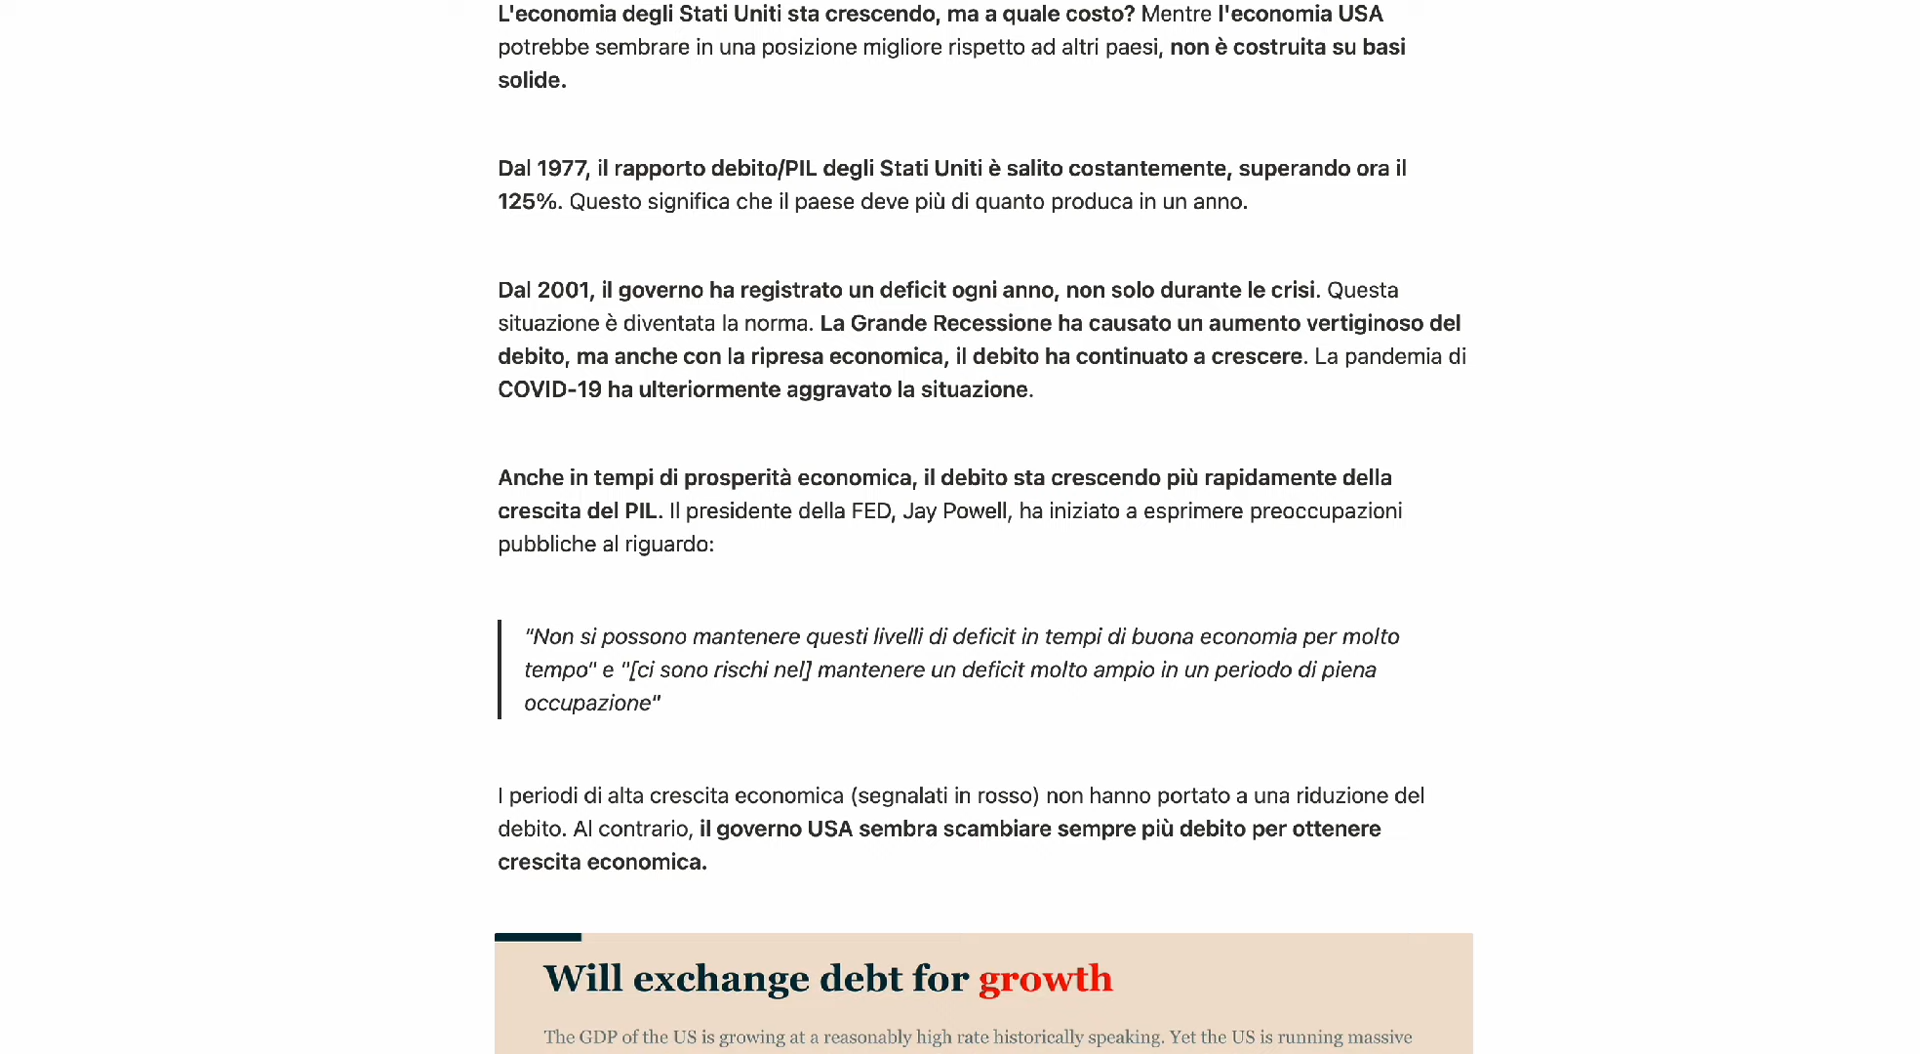 L'economia degli Stati Uniti sta crescendo, ma a quale costo? Mentre l'economia USA
potrebbe sembrare in una posizione migliore rispetto ad altri paesi, non è costruita su basi
solide.
Dal 1977, il rapporto debito/PIL degli Stati Uniti è salito costantemente, superando ora il
125%. Questo significa che il paese deve più di quanto produca in un anno.
Dal 2001, il governo ha registrato un deficit ogni anno, non solo durante le crisi. Questa
situazione è diventata la norma. La Grande Recessione ha causato un aumento vertiginoso del
debito, ma anche con la ripresa economica, il debito ha continuato a crescere. La pandemia di
COVID-19 ha ulteriormente aggravato la situazione.
Anche in tempi di prosperità economica, il debito sta crescendo più rapidamente della
crescita del PIL. Il presidente della FED, Jay Powell, ha iniziato a esprimere preoccupazioni
pubbliche al riguardo:
"Non si possono mantenere questi livelli di deficit in tempi di buona economia per molto
tempo" e "[ci sono rischi nel] mantenere un deficit molto ampio in un periodo di piena
occupazione"
I periodi di alta crescita economica (segnalati in rosso) non hanno portato a una riduzione del
debito. Al contrario, il governo USA sembra scambiare sempre più debito per ottenere
crescita economica.
Will exchange debt for growth
The GDP of the US is growing at a reasonably high rate historically speaking. Yet the US is running massive